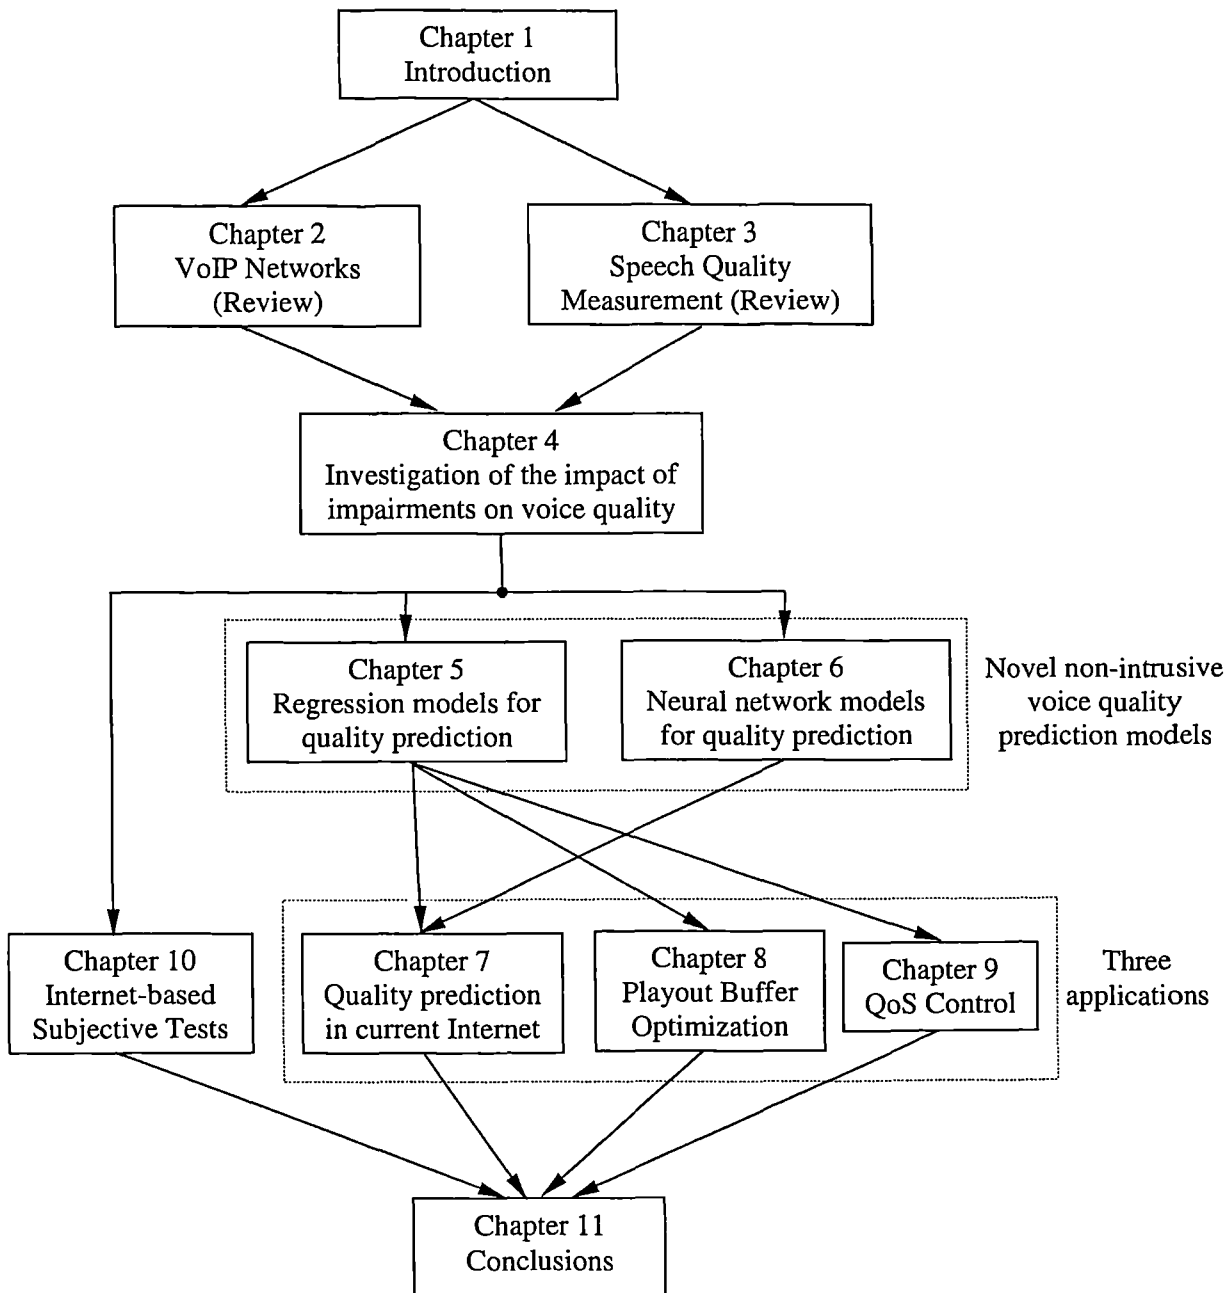 Chapter 1
Introduction
Chapter 2
VoIP Networks
(Review)
Chapter 3
Speech Quality
Measurement (Review)
Chapter 4
Investigation of the impact of
impairments on voice quality
Chapter 5
Regression models for
quality prediction
Chapter 6
Neural network models
for quality prediction
Novel non-intrusive
voice quality
prediction models
Chapter 10
Internet-based
Subjective Tests
Chapter 7
Quality prediction
in current Internet
Chapter 8
Playout Buffer
Optimization
Chapter 9
QoS Control
Three
applications
Chapter 11
Conclusions